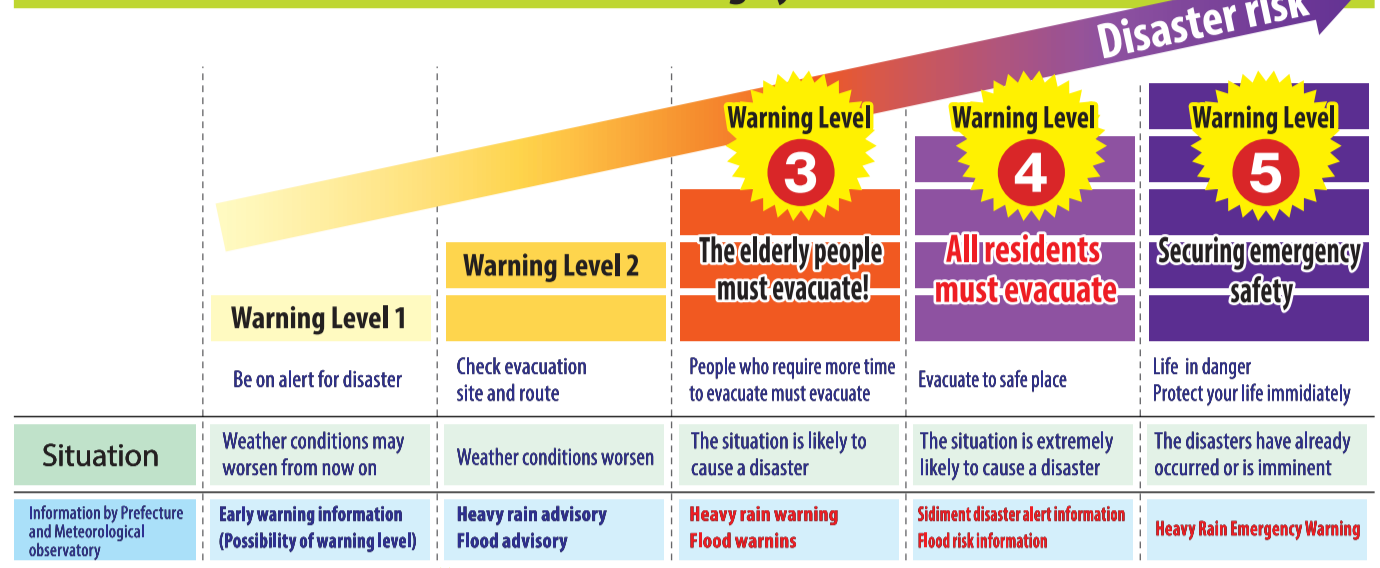 Disaster risk
Warning Level
3
Warning Level
4
Warning Level
5
Warning Level 1
Warning Level 2
The elderly people
must evacuate!
All residents
must evacuate
Securing emergency
safety
Be on alert for disaster
Check evacuation
site and route
People who require more time
to evacuate must evacuate
Evacuate to safe place
Life in danger
Protect your life immidiately
Situation
Weather conditions may
worsen from now on
Weather conditions worsen
The situation is likely to
cause a disaster
The situation is extremely
likely to cause a disaster
The disasters have already
occurred or is imminent
Information by Prefecture
and Meteorological
observatory
Early warning information
(Possibility of warning level)
Heavy rain advisory
Flood advisory
Heavy rain warning
Flood warnins
Sidiment disaster alert information
Flood risk information
Heavy Rain Emergency Warning